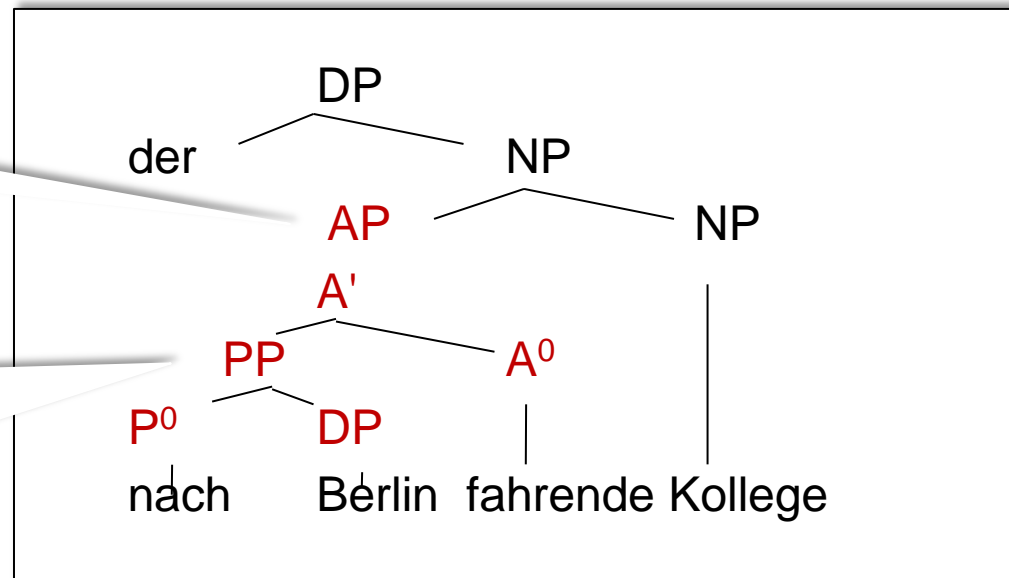 DP
der NP
AP NP
A'
PP A⁰
P⁰ DP
nach Berlin fahrende Kollege